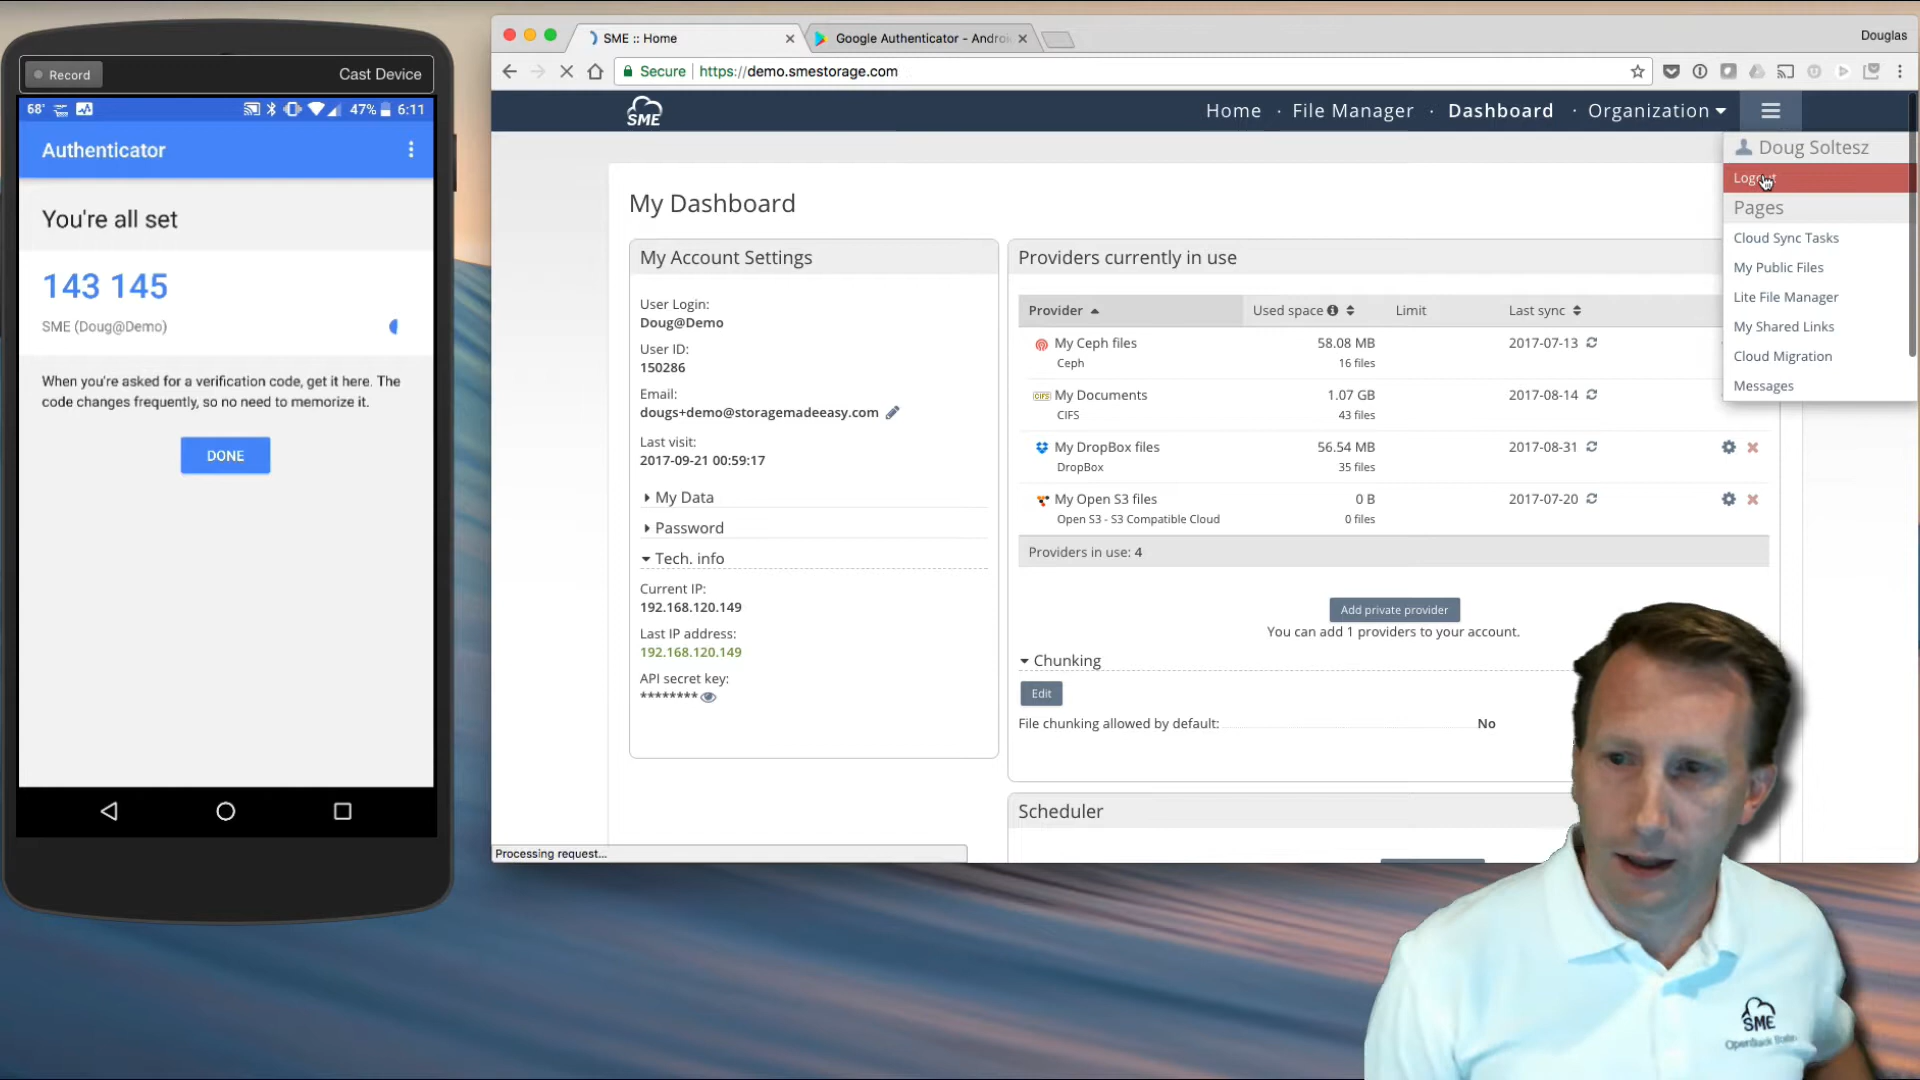 Record
Cast Device
68°
47%
6:11
Authenticator
You're all set
143 145
SME (Doug@Demo)
When you're asked for a verification code, get it here. The
code changes frequently, so no need to memorize it.
DONE
SME :: Home
Google Authenticator - Androi
Douglas
Secure
https://demo.smestorage.com
SME
Home · File Manager · Dashboard · Organization
Doug Soltesz
Logout
Pages
Cloud Sync Tasks
My Public Files
Lite File Manager
My Shared Links
Cloud Migration
Messages
My Dashboard
My Account Settings
User Login:
Doug@Demo
User ID:
150286
Email:
dougs+demo@storagemadeeasy.com
Last visit:
2017-09-21 00:59:17
My Data
Password
Tech. info
Current IP:
192.168.120.149
Last IP address:
192.168.120.149
API secret key:
********
Providers currently in use
Provider Used space Limit Last sync
My Ceph files 58.08 MB 2017-07-13
Ceph 16 files
CIFS My Documents 1.07 GB 2017-08-14
CIFS 43 files
My DropBox files 56.54 MB 2017-08-31
DropBox 35 files
My Open S3 files 0 B 2017-07-20
Open S3 - S3 Compatible Cloud 0 files
Providers in use: 4
Add private provider
You can add 1 providers to your account.
Chunking
Edit
File chunking allowed by default: No
Scheduler
Processing request...
SME
OpenStack